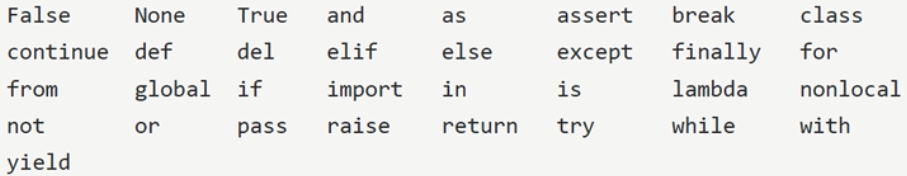 False None True and as assert break class
continue def del elif else except finally for
from global if import in is lambda nonlocal
not or pass raise return try while with
yield